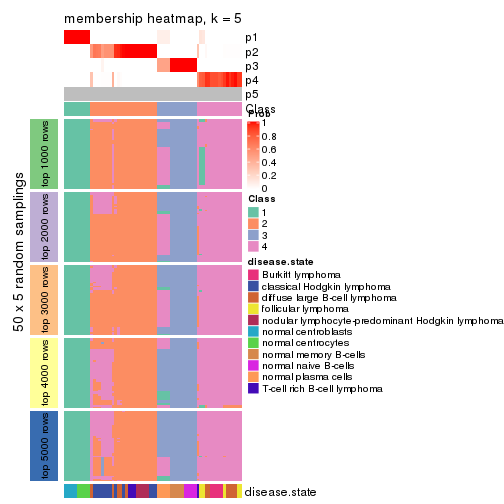 membership heatmap, k = 5
p1
p2
p3
p4
p5
Class
Prob
1
0.8
0.6
0.4
0.2
0
Class
1
2
3
4
disease.state
Burkitt lymphoma
classical Hodgkin lymphoma
diffuse large B-cell lymphoma
follicular lymphoma
nodular lymphocyte-predominant Hodgkin lymphoma
normal centroblasts
normal centrocytes
normal memory B-cells
normal naive B-cells
normal plasma cells
T-cell rich B-cell lymphoma
50 x 5 random samplings
top 1000 rows
top 2000 rows
top 3000 rows
top 4000 rows
top 5000 rows
disease.state